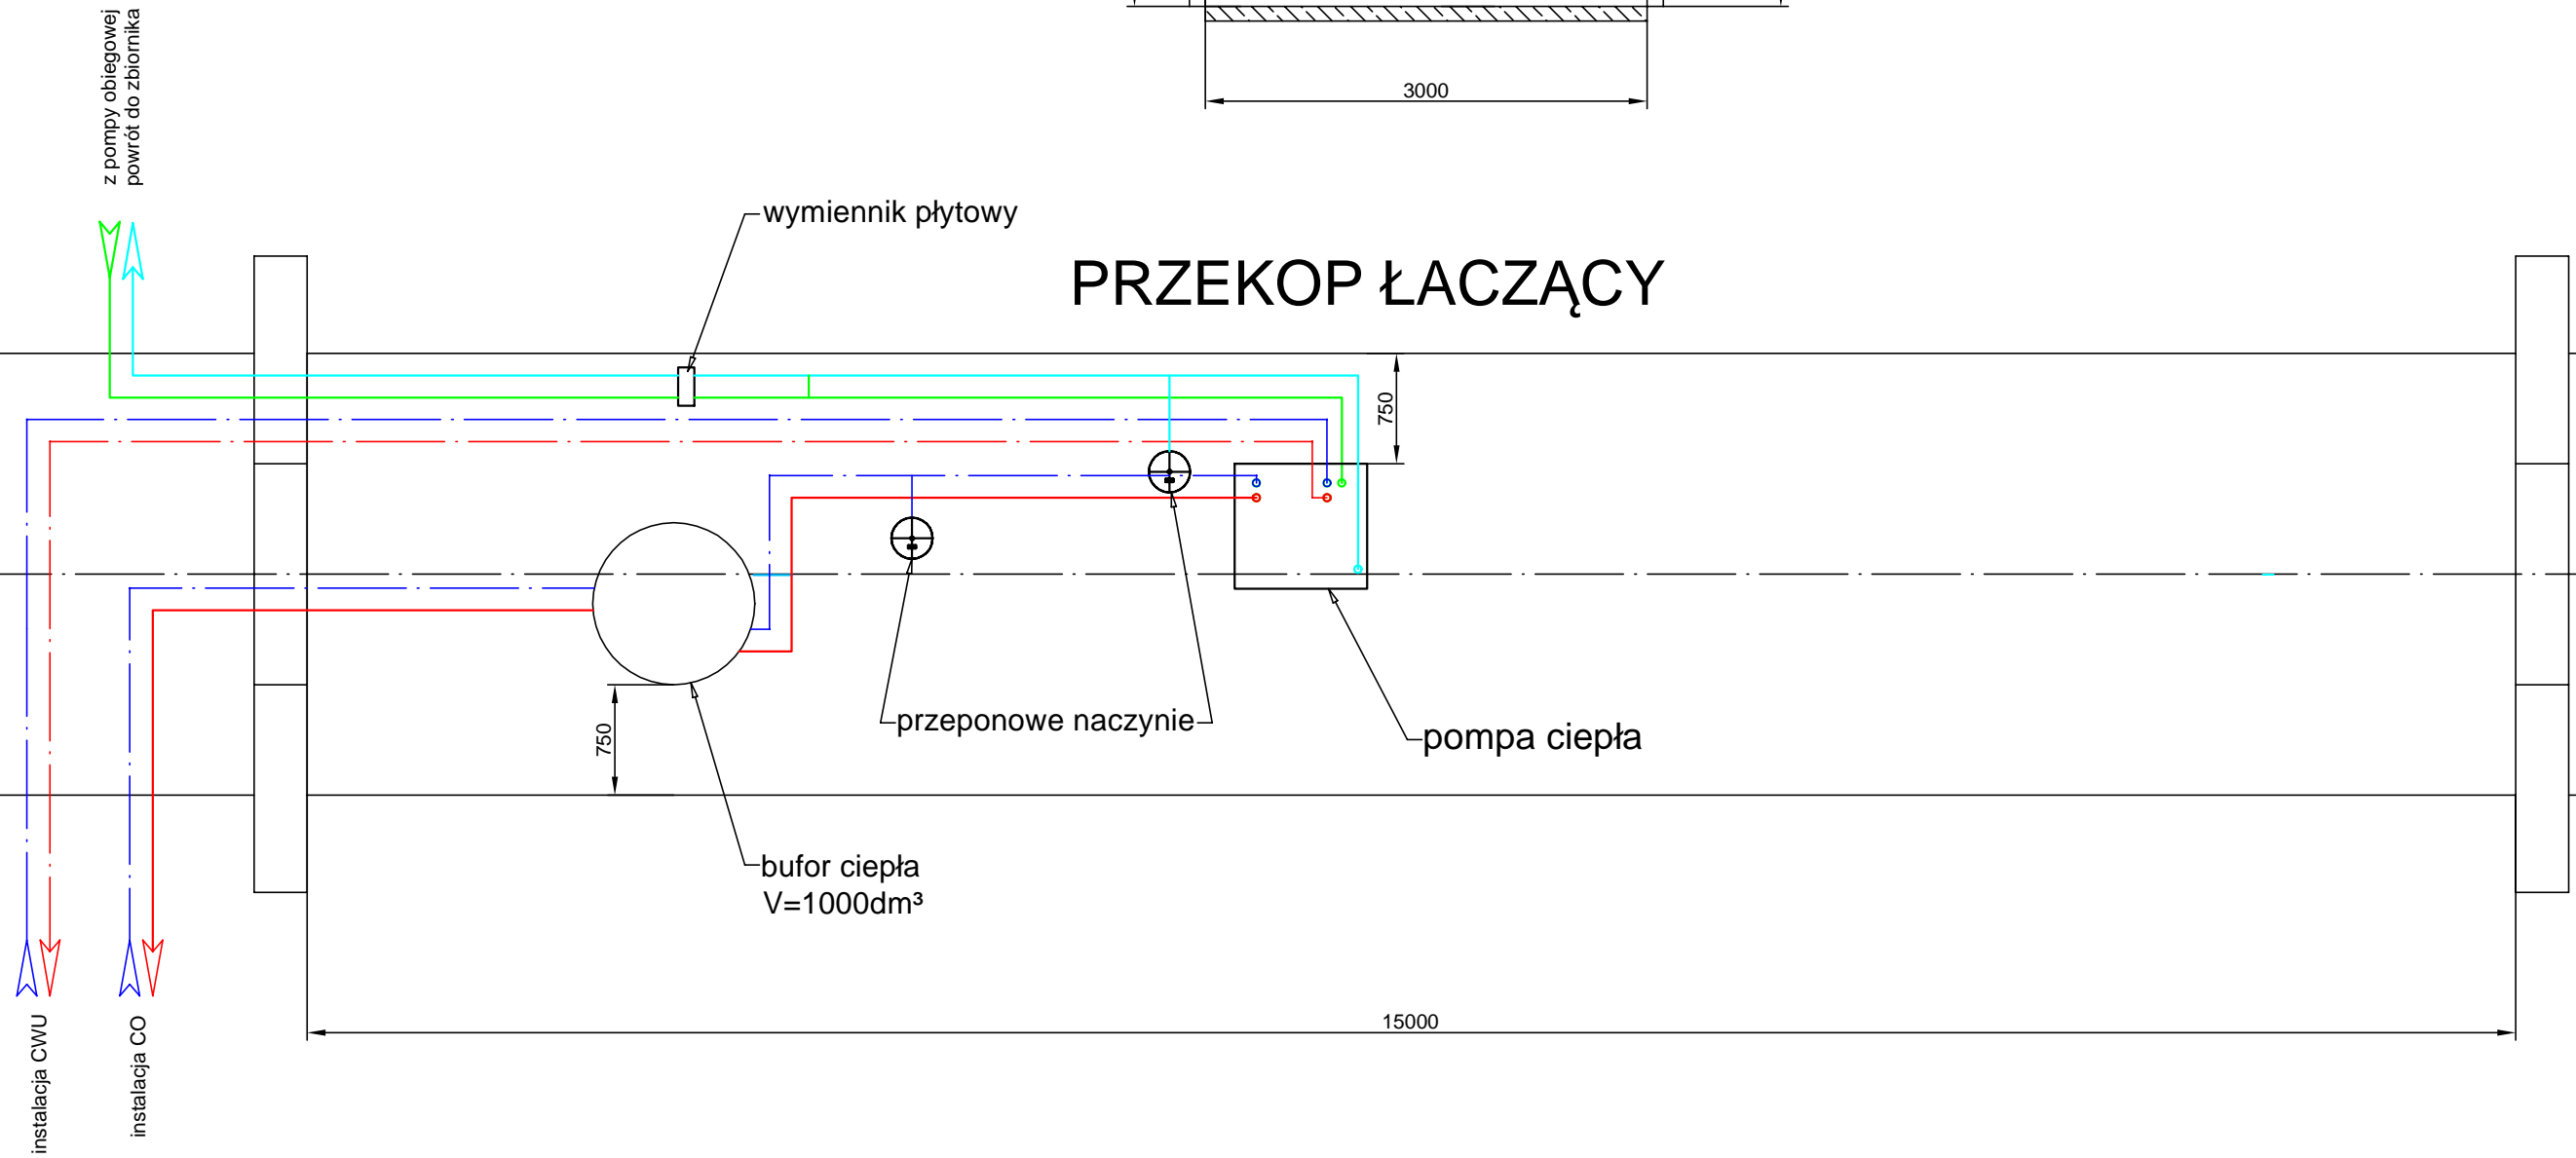 z pompy obiegowej
powrót do zbiornika
3000
wymiennik płytowy
PRZEKOP ŁACZĄCY
750
750
przeponowe naczynie
pompa ciepła
bufor ciepła
V=1000dm³
15000
instalacja CWU
instalacja CO